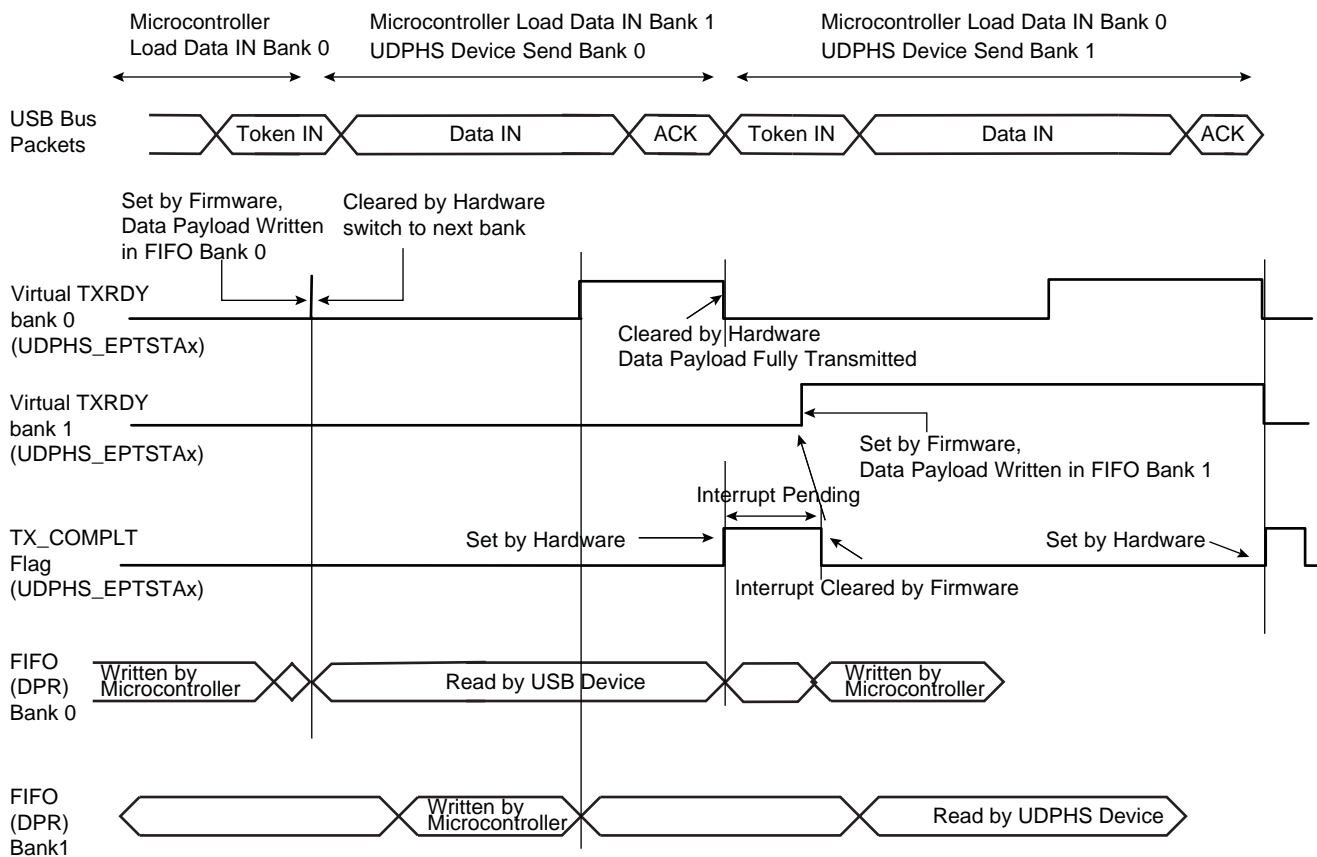 Microcontroller
Load Data IN Bank 0
Microcontroller Load Data IN Bank 1
UDPHS Device Send Bank 0
Microcontroller Load Data IN Bank 0
UDPHS Device Send Bank 1
USB Bus
Packets
Token IN
Data IN
ACK
Token IN
Data IN
ACK
Set by Firmware,
Data Payload Written
in FIFO Bank 0
Cleared by Hardware
switch to next bank
Virtual TXRDY
bank 0
(UDPHS_EPTSTAx)
Cleared by Hardware
Data Payload Fully Transmitted
Virtual TXRDY
bank 1
(UDPHS_EPTSTAx)
Set by Firmware,
Data Payload Written in FIFO Bank 1
Interrupt Pending
TX_COMPLT
Flag
(UDPHS_EPTSTAx)
Set by Hardware
Set by Hardware
Interrupt Cleared by Firmware
FIFO
(DPR)
Bank 0
Written by
Microcontroller
Read by USB Device
Written by
Microcontroller
FIFO
(DPR)
Bank1
Written by
Microcontroller
Read by UDPHS Device